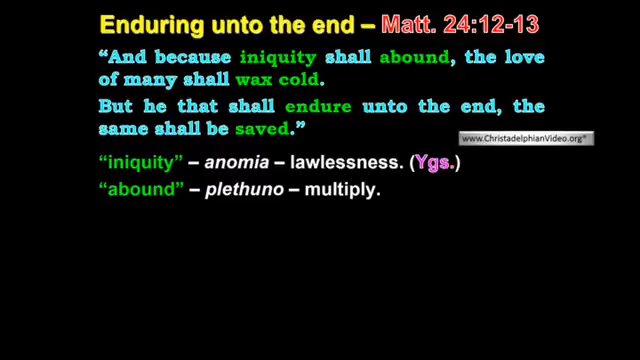 Enduring unto the end – Matt. 24:12-13
“And because iniquity shall abound, the love
of many shall wax cold.
But he that shall endure unto the end, the
same shall be saved.”
www.ChristadelphianVideo.org
“iniquity” – anomia – lawlessness. (Ygs.)
“abound” – plethuno – multiply.